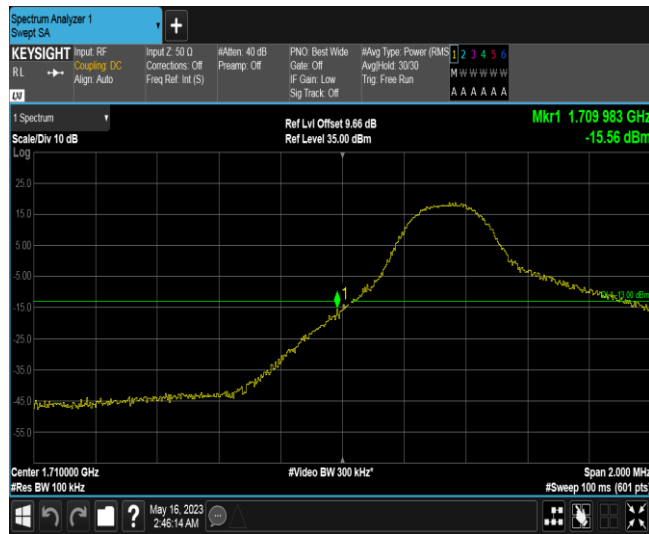 Spectrum Analyzer 1
Swept SA
+
KEYSIGHT
RL
LXI
Input: RF
Coupling: DC
Align: Auto
Input Z: 50 Ω
Corrections: Off
Freq Ref: Int (S)
#Atten: 40 dB
Preamp: Off
PNO: Best Wide
Gate: Off
IF Gain: Low
Sig Track: Off
#Avg Type: Power (RMS
Avg|Hold: 30/30
Trig: Free Run
1 2 3 4 5 6
M W W W W W
A A A A A A
1 Spectrum
Scale/Div 10 dB
Log
Ref Lvl Offset 9.66 dB
Ref Level 35.00 dBm
Mkr1 1.709 983 GHz
-15.56 dBm
25.0
15.0
5.00
-5.00
-15.0
-25.0
-35.0
-45.0
-55.0
1
DL1 -13.00 dBm
Center 1.710000 GHz
#Res BW 100 kHz
#Video BW 300 kHz*
Span 2.000 MHz
#Sweep 100 ms (601 pts)
?
May 16, 2023
2:46:14 AM